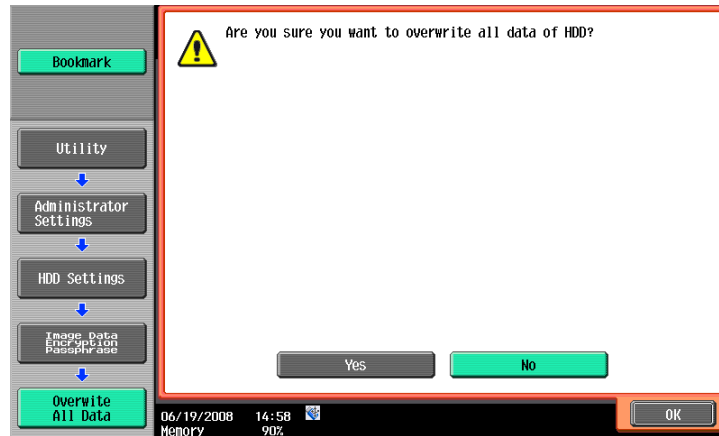 Are you sure you want to overwrite all data of HDD?
Bookmark
Utility
Administrator
Settings
HDD Settings
Image Data
Encryption
Passphrase
Overwrite
All Data
Yes
No
06/19/2008 14:58
Memory 90%
OK